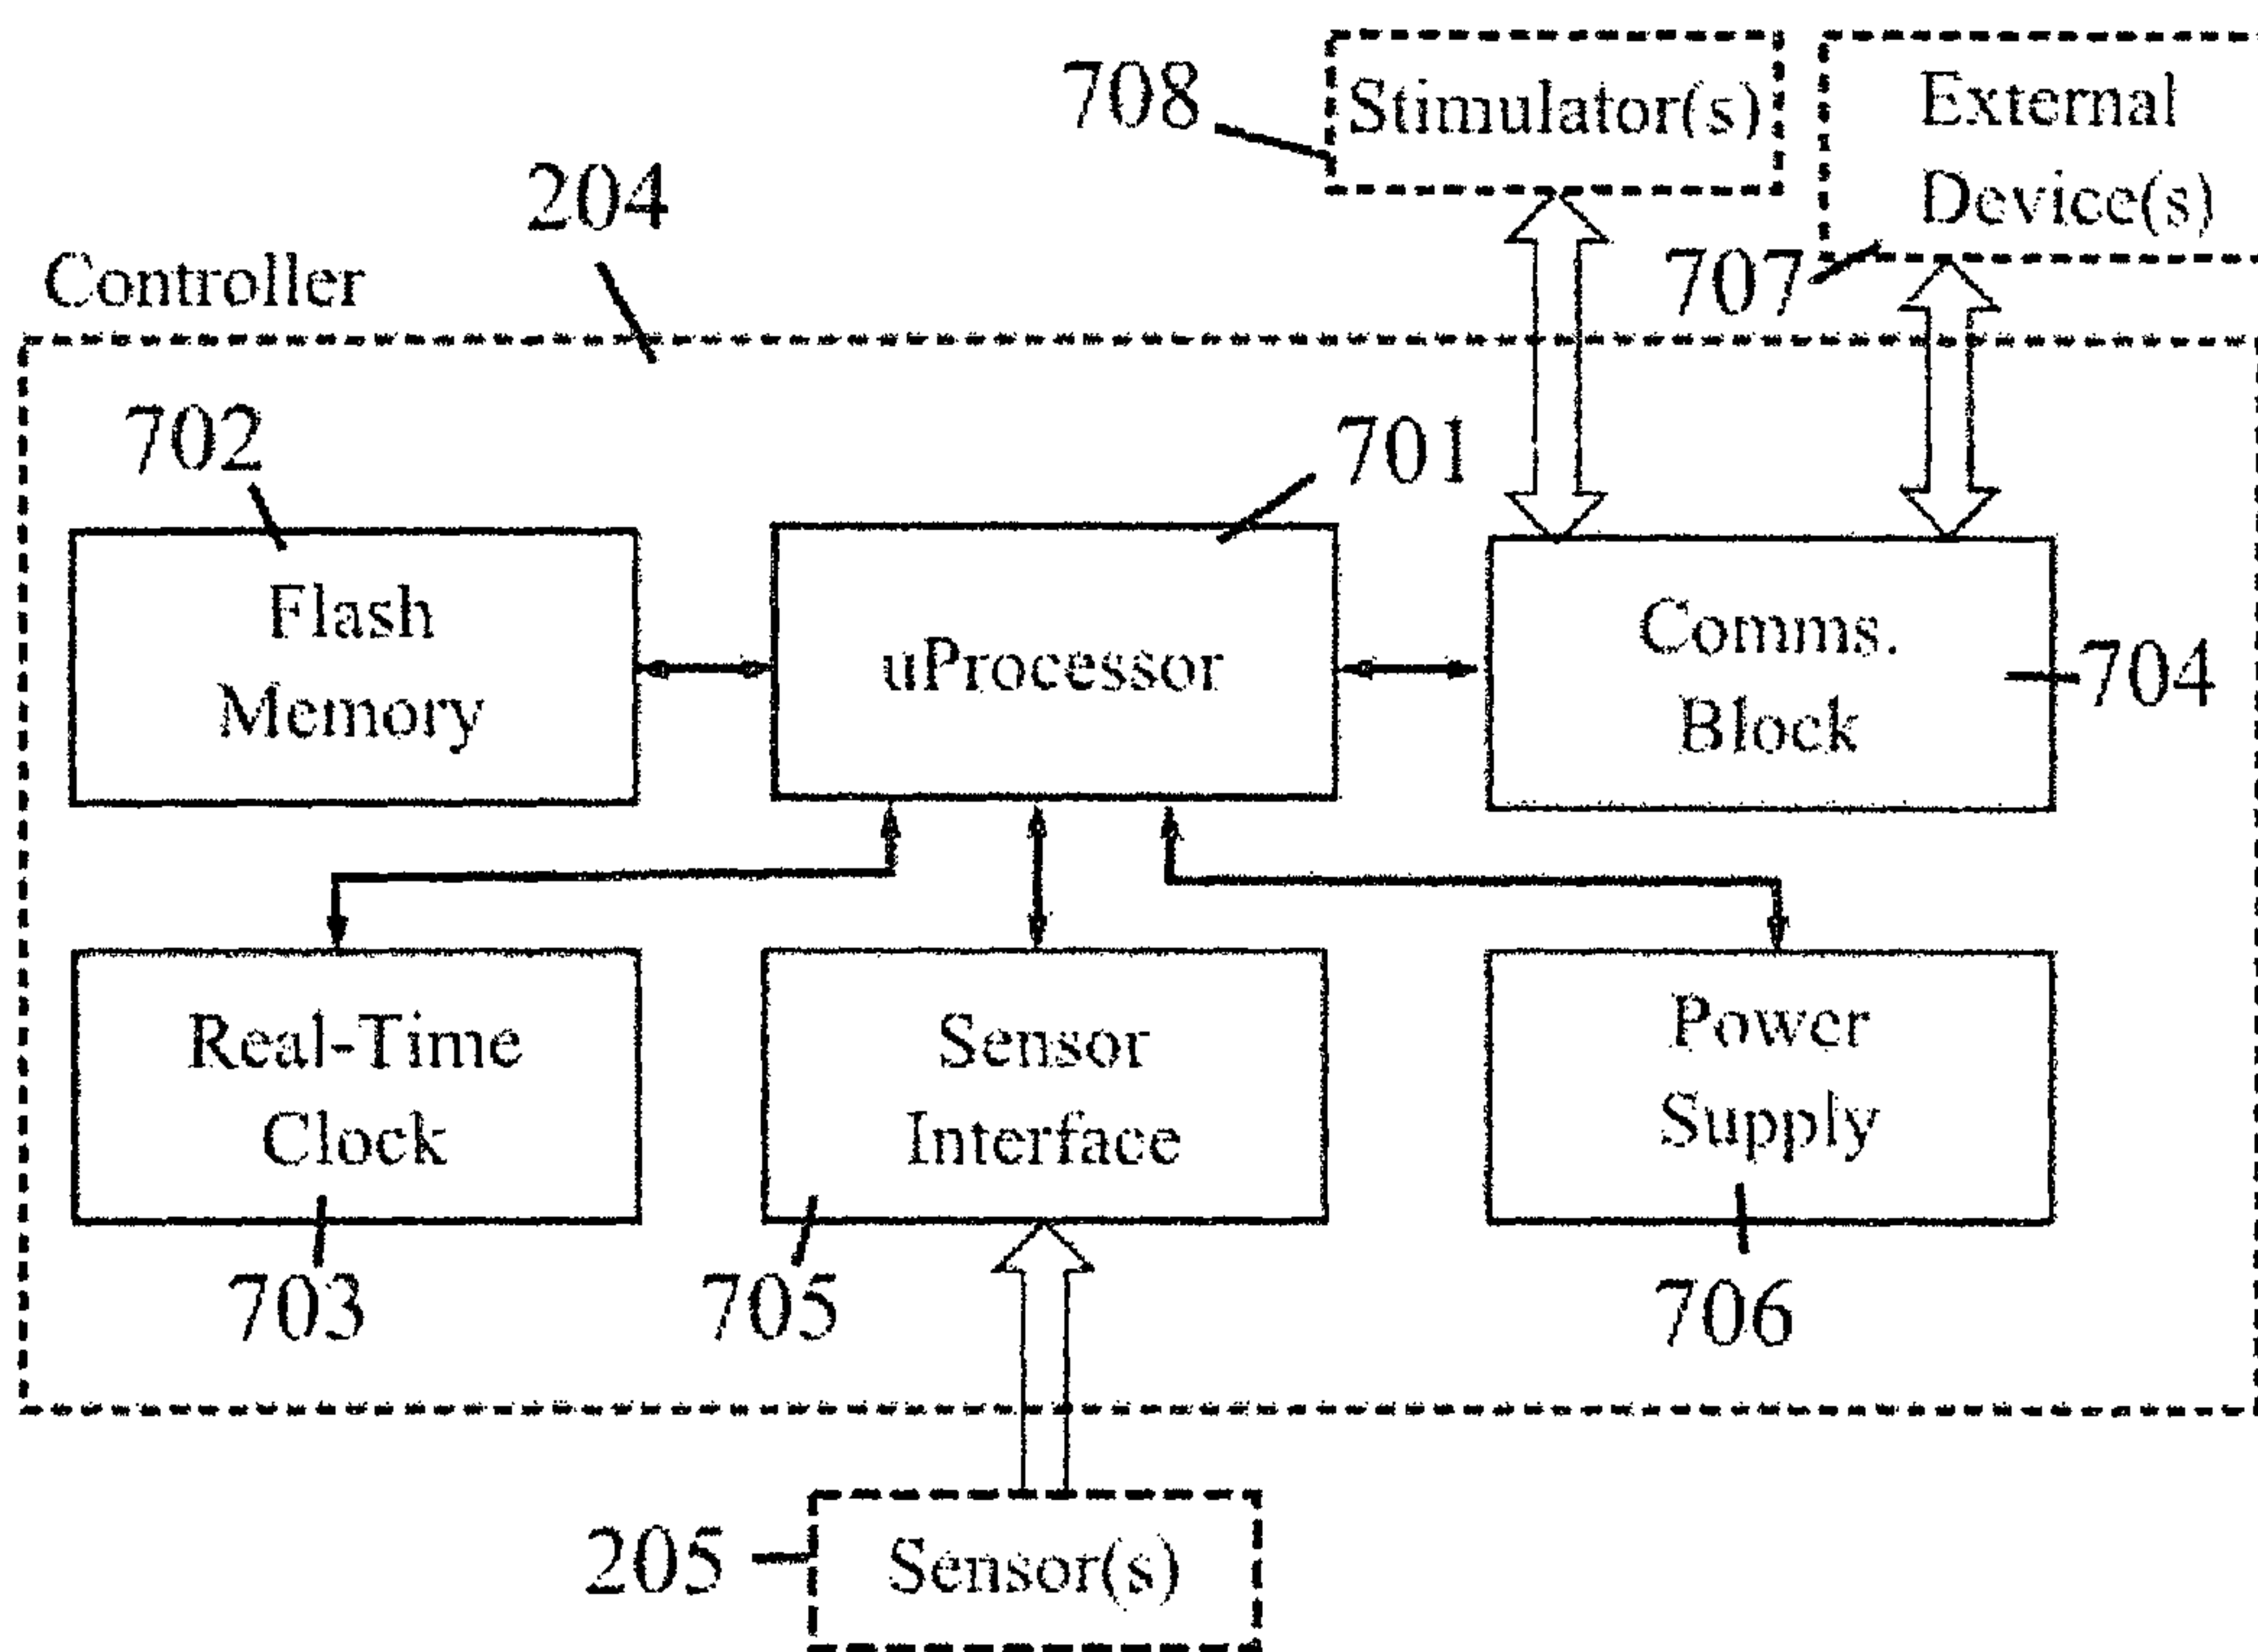 708
Stimulator(s)
External
Device(s)
707
204
Controller
702
701
Flash
Memory
uProcessor
Comms.
Block
704
Real-Time
Clock
Sensor
Interface
Power
Supply
703
705
706
205
Sensor(s)